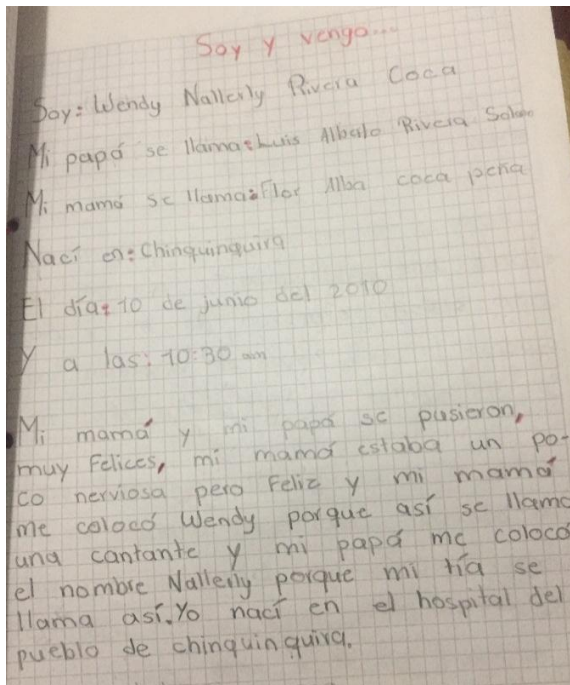 Soy y vengo...
Soy: Wendy Nallerly Rivera Coca
Mi papá se llama: Luis Albeto Rivera
Mi mamá se llama: Flor Alba coca peña
Nací en: Chinquinquira
El día: 10 de junio del 2010
Y a las: 10:30 am
Mi mamá y mi papá se pusieron,
muy Felices, mi mamá estaba un po-
co nerviosa pero Feliz y mi mamá
me colocó Wendy porque así se llama
una cantante y mi papá me colocó
el nombre Nallerly porque mi tía se
llama así. Yo nací en el hospital del
pueblo de chinquinquira.